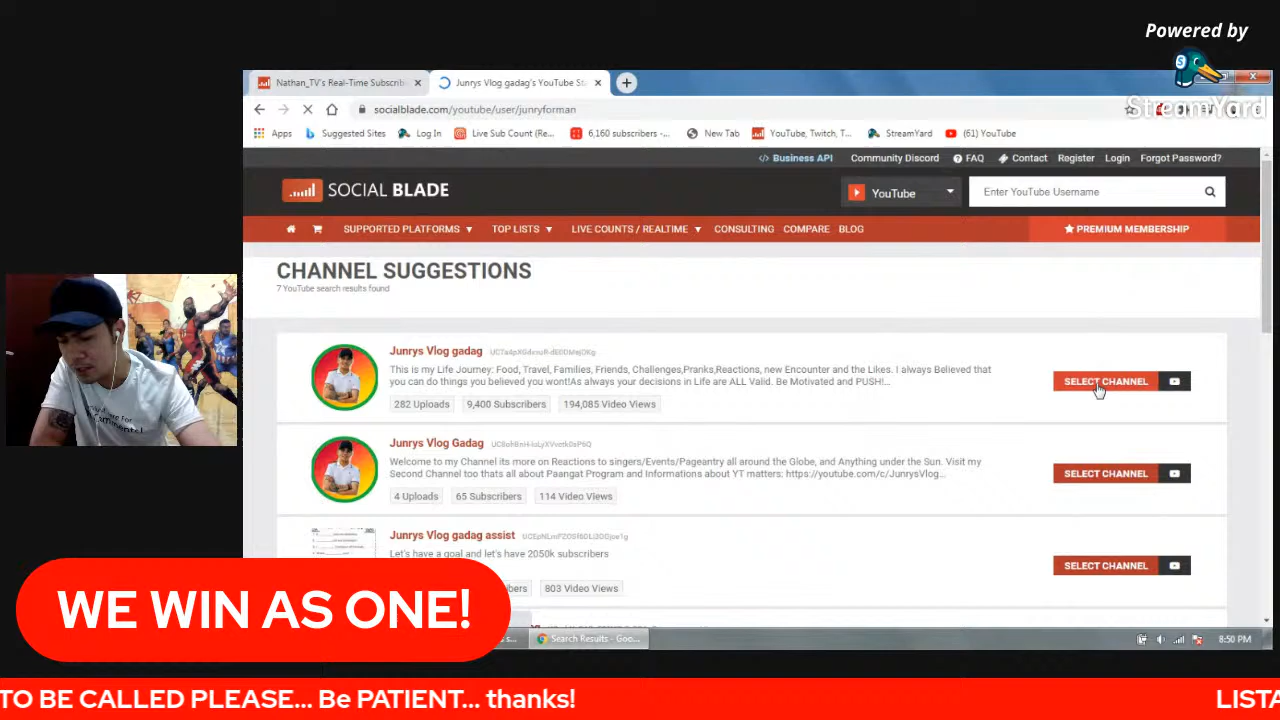 Powered by
StreamYard
Nathan_TV's Real-Time Subscrib
Junrys Vlog gadag's YouTube St
socialblade.com/youtube/user/junryforman
Apps
Suggested Sites
Log In
Live Sub Count (Re...
6,160 subscribers -...
New Tab
YouTube, Twitch, T...
StreamYard
(61) YouTube
</> Business API
Community Discord
FAQ
Contact
Register
Login
Forgot Password?
SOCIAL BLADE
YouTube
Enter YouTube Username
SUPPORTED PLATFORMS
TOP LISTS
LIVE COUNTS / REALTIME
CONSULTING
COMPARE
BLOG
PREMIUM MEMBERSHIP
CHANNEL SUGGESTIONS
7 YouTube search results found
Junrys Vlog gadag
This is my Life Journey: Food, Travel, Families, Friends, Challenges,Pranks,Reactions, new Encounter and the Likes. I always Believed that
you can do things you believed you wont!As always your decisions in Life are ALL Valid. Be Motivated and PUSH!...
282 Uploads
9,400 Subscribers
194,085 Video Views
SELECT CHANNEL
Junrys Vlog Gadag
Welcome to my Channel its more on Reactions to singers/Events/Pageantry all around the Globe, and Anything under the Sun. Visit my
Second Channel too thats all about Paangat Program and Informations about YT matters: https://youtube.com/c/JunrysVlog...
4 Uploads
65 Subscribers
114 Video Views
SELECT CHANNEL
Junrys Vlog gadag assist
Let's have a goal and let's have 2050k subscribers
803 Video Views
SELECT CHANNEL
WE WIN AS ONE!
Search Results - Goo...
8:50 PM
TO BE CALLED PLEASE... Be PATIENT... thanks!
LISTA